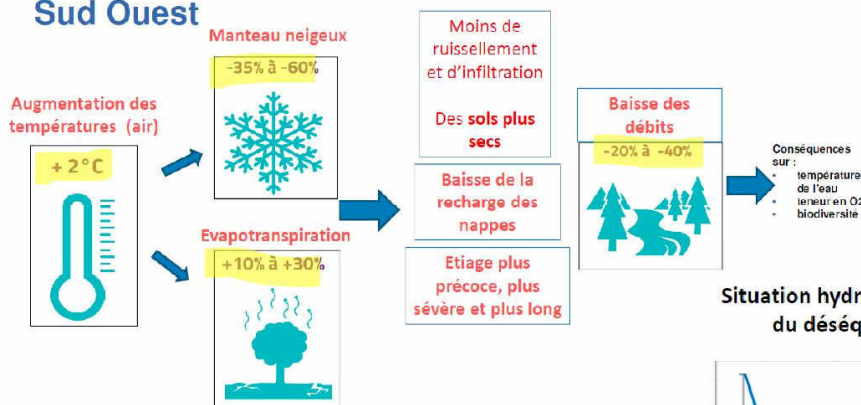 Sud Ouest
Manteau neigeux
-35% à -60%
Augmentation des
températures (air)
+ 2°C
Evapotranspiration
+10% à +30%
Moins de
ruissellement
et d'infiltration
Des sols plus
secs
Baisse de la
recharge des
nappes
Etiage plus
précoce, plus
sévère et plus long
Baisse des
débits
-20% à -40%
Conséquences
sur :
• température
de l'eau
• teneur en O2
• biodiversité
Situation hydr
du déséq